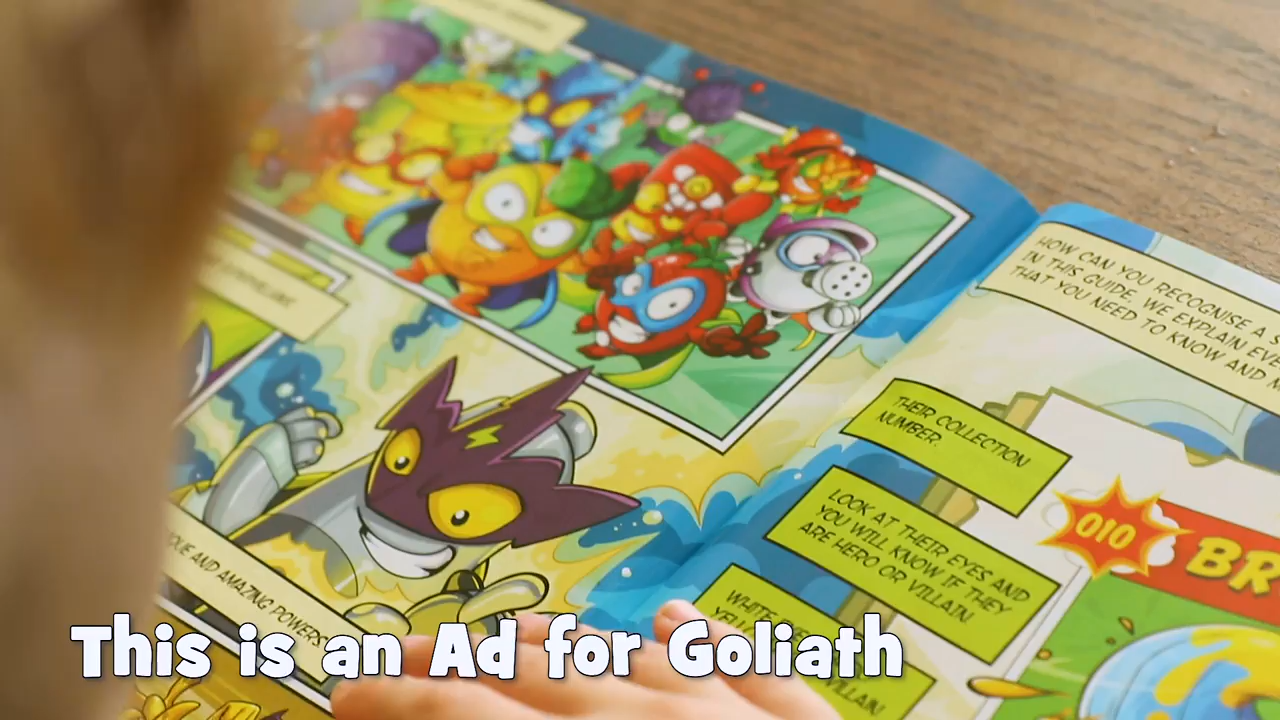 HOW CAN YOU RECOGNISE A
IN THIS GUIDE, WE EXPLAIN
THAT YOU NEED TO KNOW AND
THEIR COLLECTION
NUMBER
LOOK AT THEIR EYES AND
YOU WILL KNOW IF THEY
ARE HERO OR VILLAIN.
010
BR
WHITE
VILLAIN
AND AMAZING POWERS.
This is an Ad for Goliath